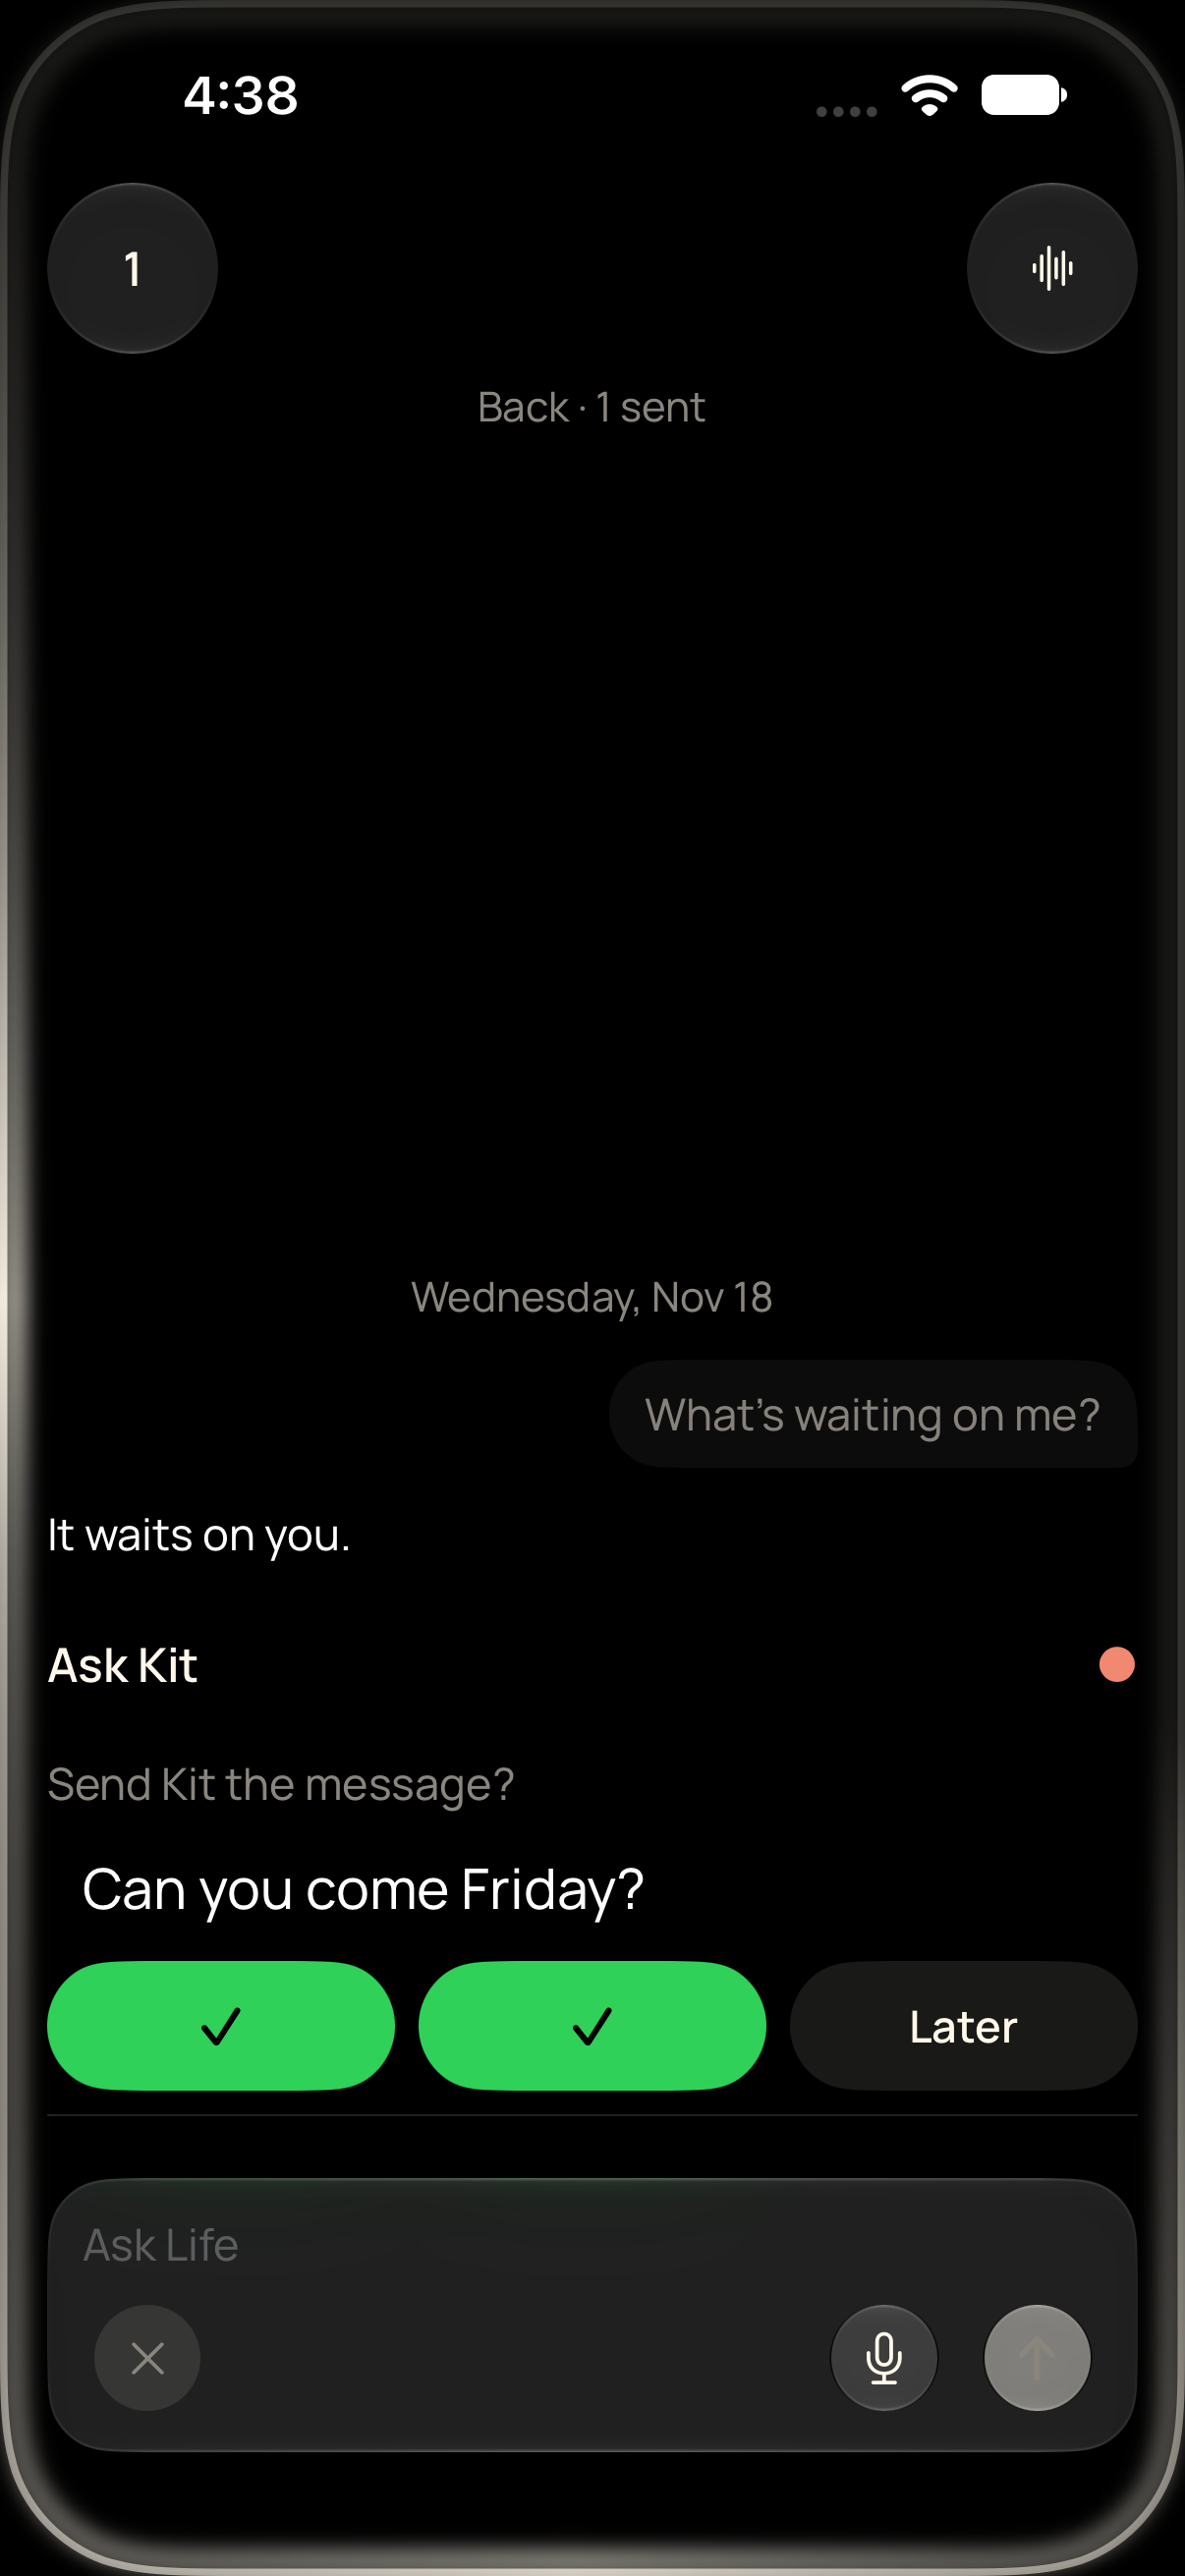 4:38
1
Back · 1 sent
Wednesday, Nov 18
What’s waiting on me?
It waits on you.
Ask Kit
Send Kit the message?
Can you come Friday?
Later
Ask Life